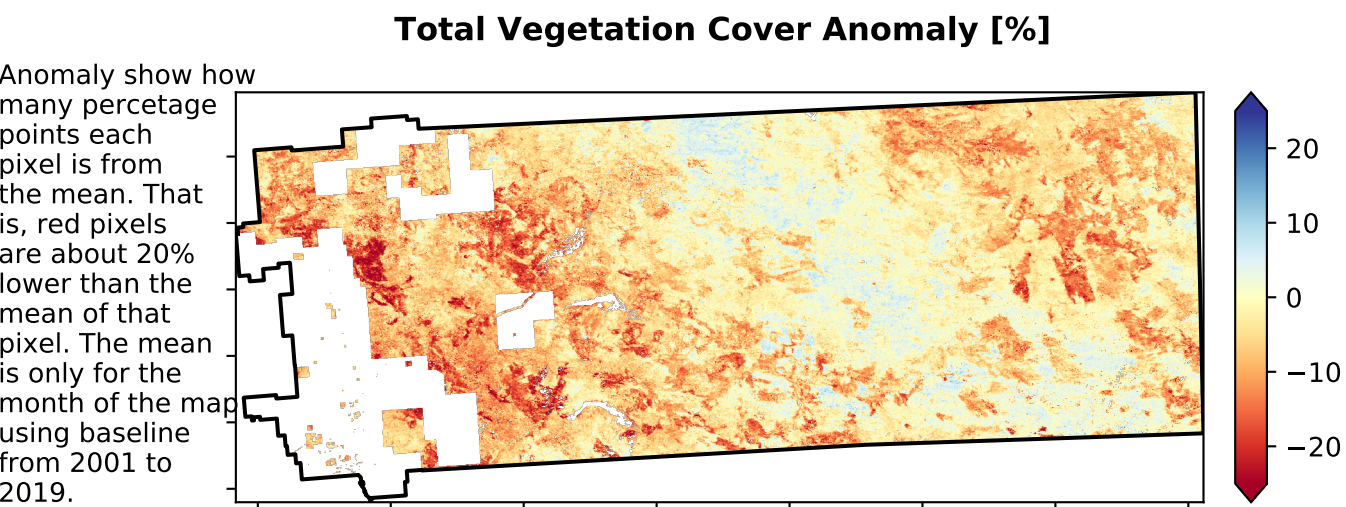 Total Vegetation Cover Anomaly [%]
Anomaly show how
many percetage
points each
pixel is from
the mean. That
is, red pixels
are about 20%
lower than the
mean of that
pixel. The mean
is only for the
month of the map
using baseline
from 2001 to
2019.
20
10
0
−10
−20